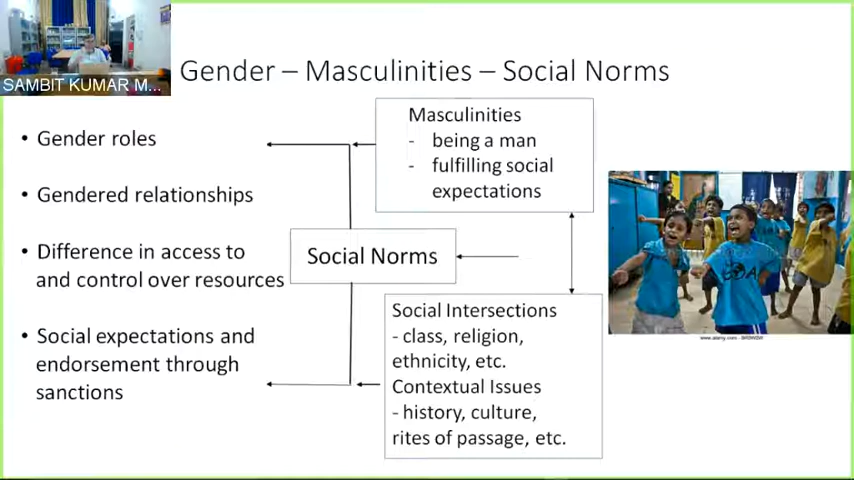 SAMBIT KUMAR M...
Gender – Masculinities – Social Norms
• Gender roles
• Gendered relationships
• Difference in access to
and control over resources
• Social expectations and
endorsement through
sanctions
Masculinities
- being a man
- fulfilling social
expectations
Social Norms
Social Intersections
- class, religion,
ethnicity, etc.
Contextual Issues
- history, culture,
rites of passage, etc.